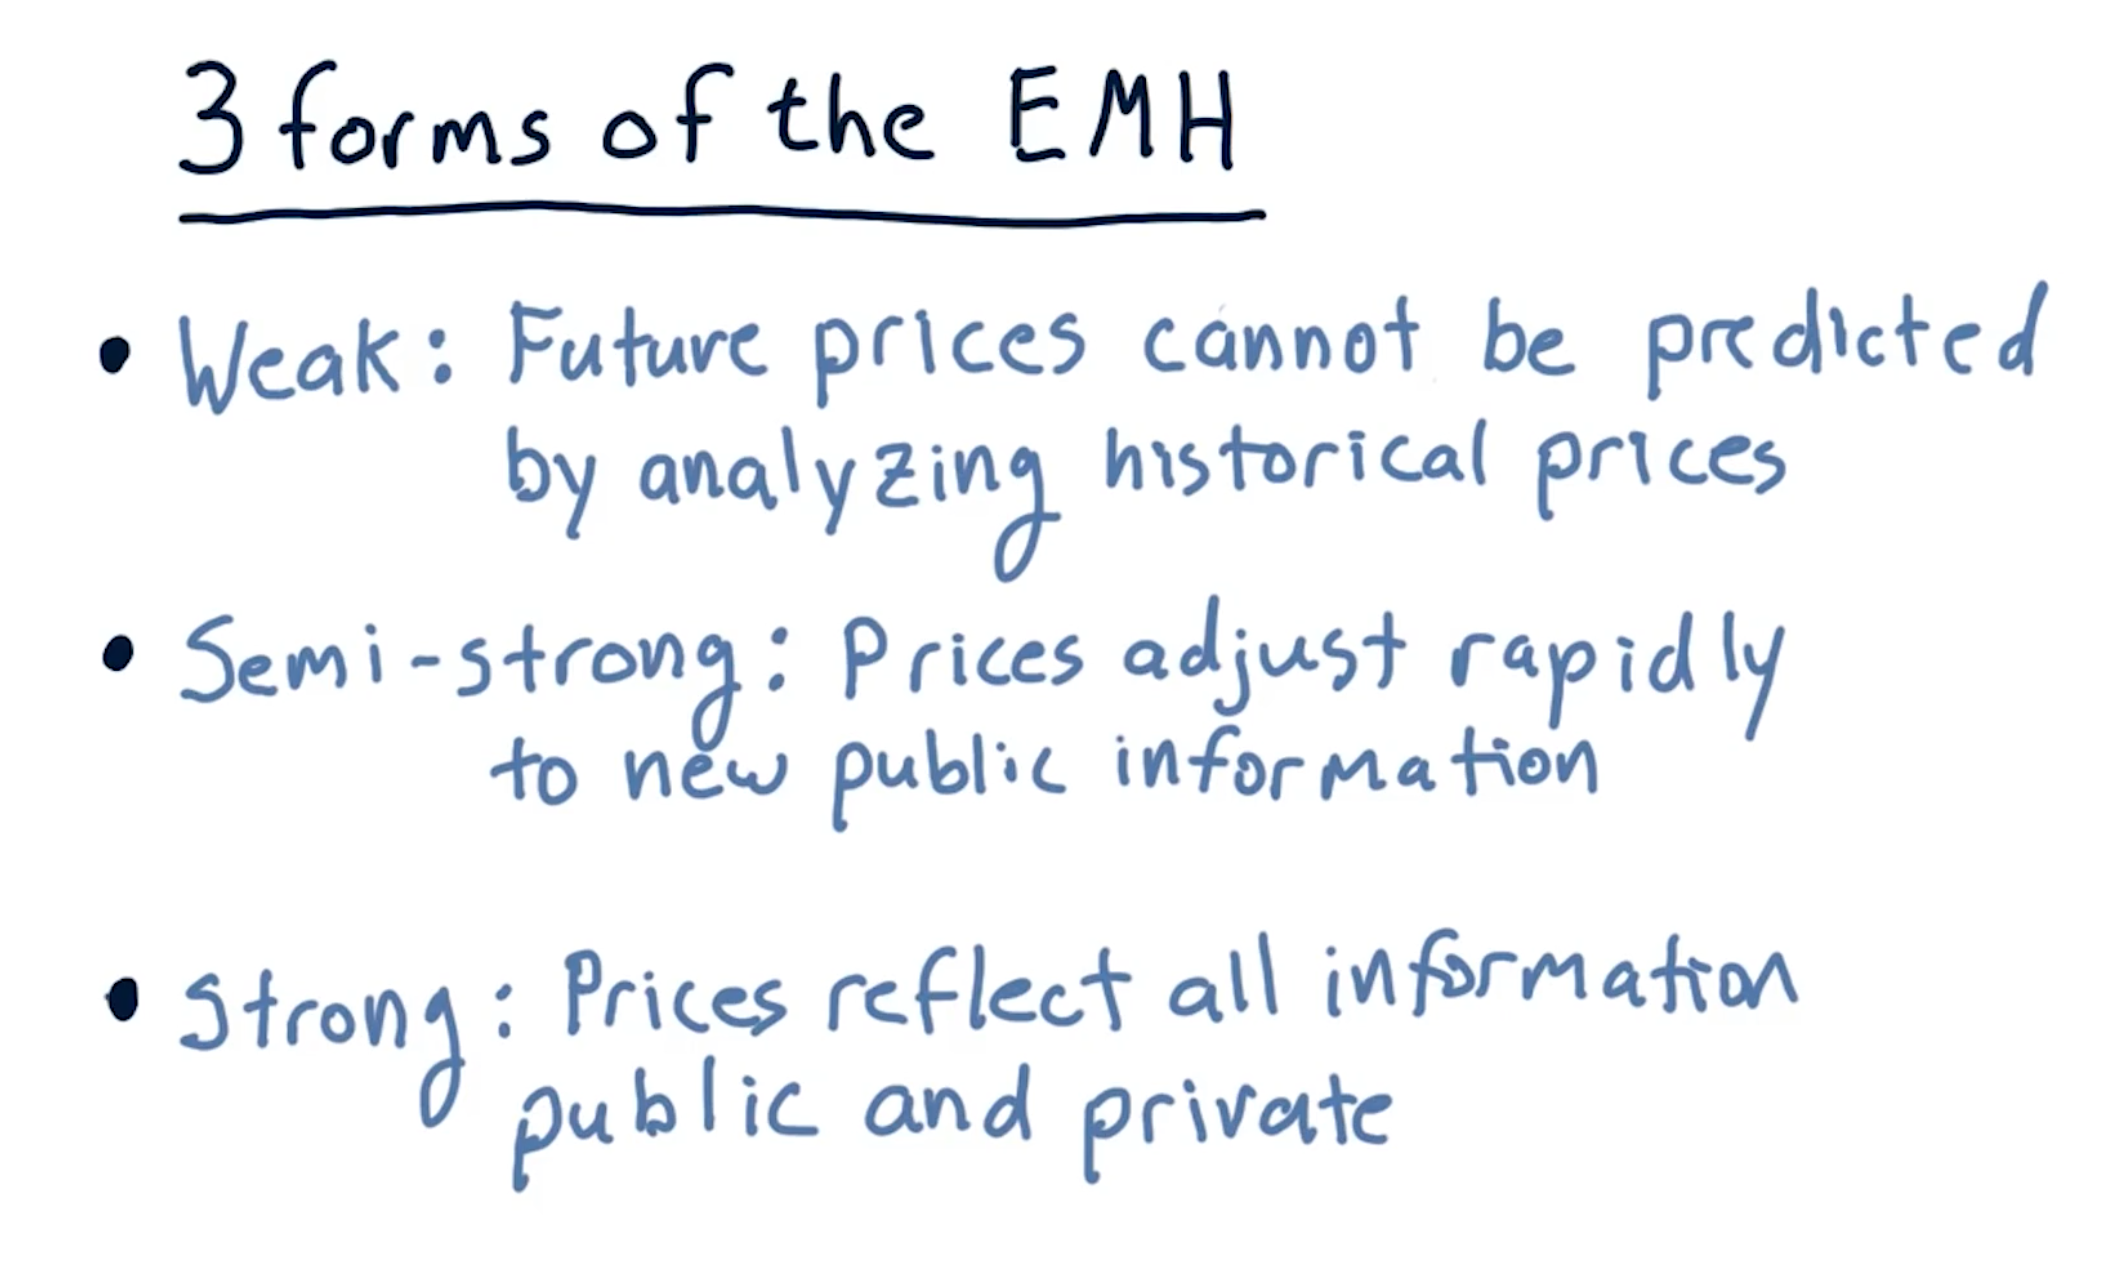 3 forms of the EMH
• Weak: Future prices cannot be predicted
by analyzing historical prices
• Semi-strong: Prices adjust rapidly
to new public information
• Strong: Prices reflect all information
public and private